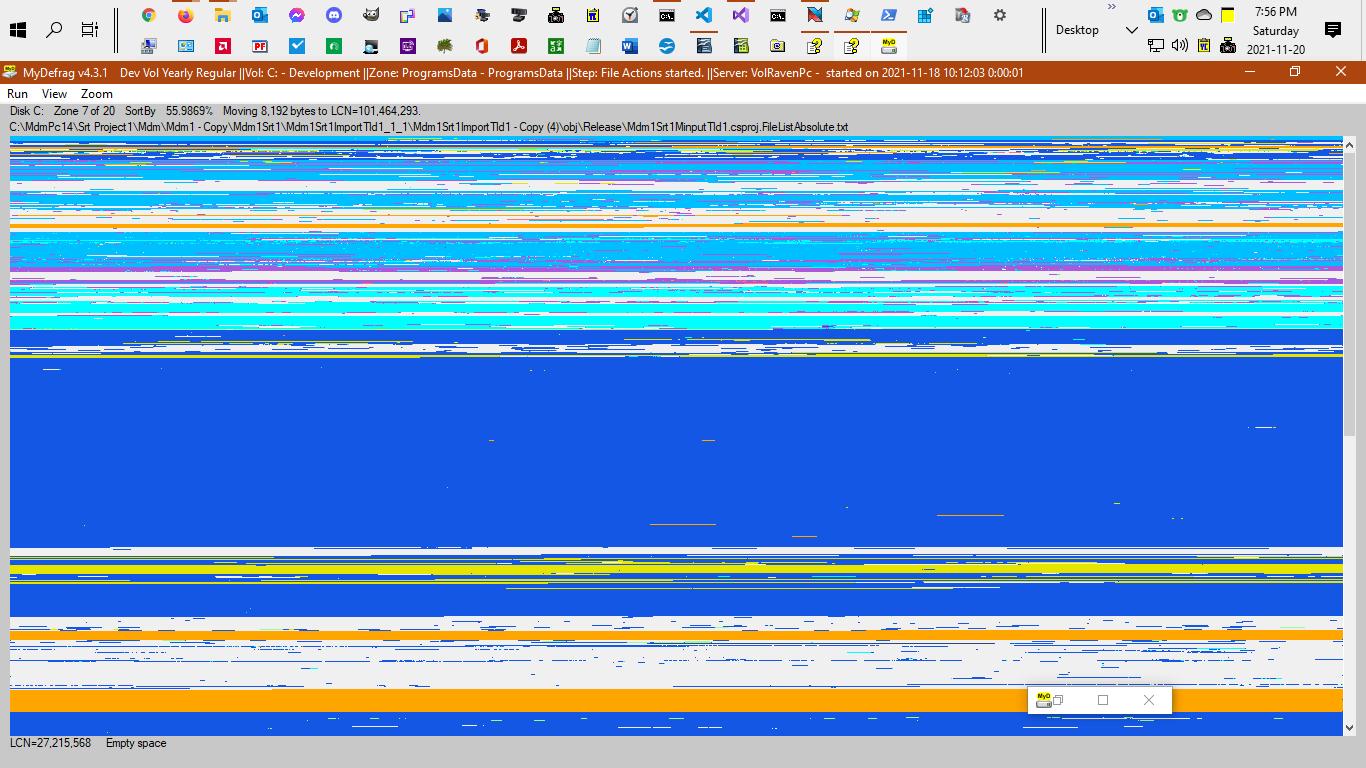 7:56 PM
Desktop
Saturday
2021-11-20
MyDefrag v4.3.1 Dev Vol Yearly Regular ||Vol: C: - Development ||Zone: ProgramsData - ProgramsData ||Step: File Actions started. ||Server: VolRavenPc - started on 2021-11-18 10:12:03 0:00:01
Run View Zoom
Disk C: Zone 7 of 20 SortBy 55.9869% Moving 8,192 bytes to LCN=101,464,293.
C:\MdmPc14\Srt Project1\Mdm\Mdm1 - Copy\Mdm1Srt1\Mdm1Srt1ImportTld1_1_1\Mdm1Srt1ImportTld1 - Copy (4)\obj\Release\Mdm1Srt1MinputTld1.csproj.FileListAbsolute.txt
MyD
LCN=27,215,568 Empty space